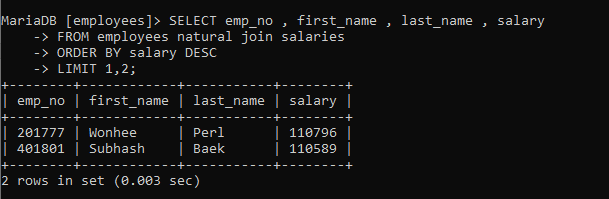 MariaDB [employees]> SELECT emp_no , first_name , last_name , salary
    -> FROM employees natural join salaries
    -> ORDER BY salary DESC
    -> LIMIT 1,2;
+--------+------------+-----------+--------+
| emp_no | first_name | last_name | salary |
+--------+------------+-----------+--------+
| 201777 | Wonhee     | Perl      | 110796 |
| 401801 | Subhash    | Baek      | 110589 |
+--------+------------+-----------+--------+
2 rows in set (0.003 sec)